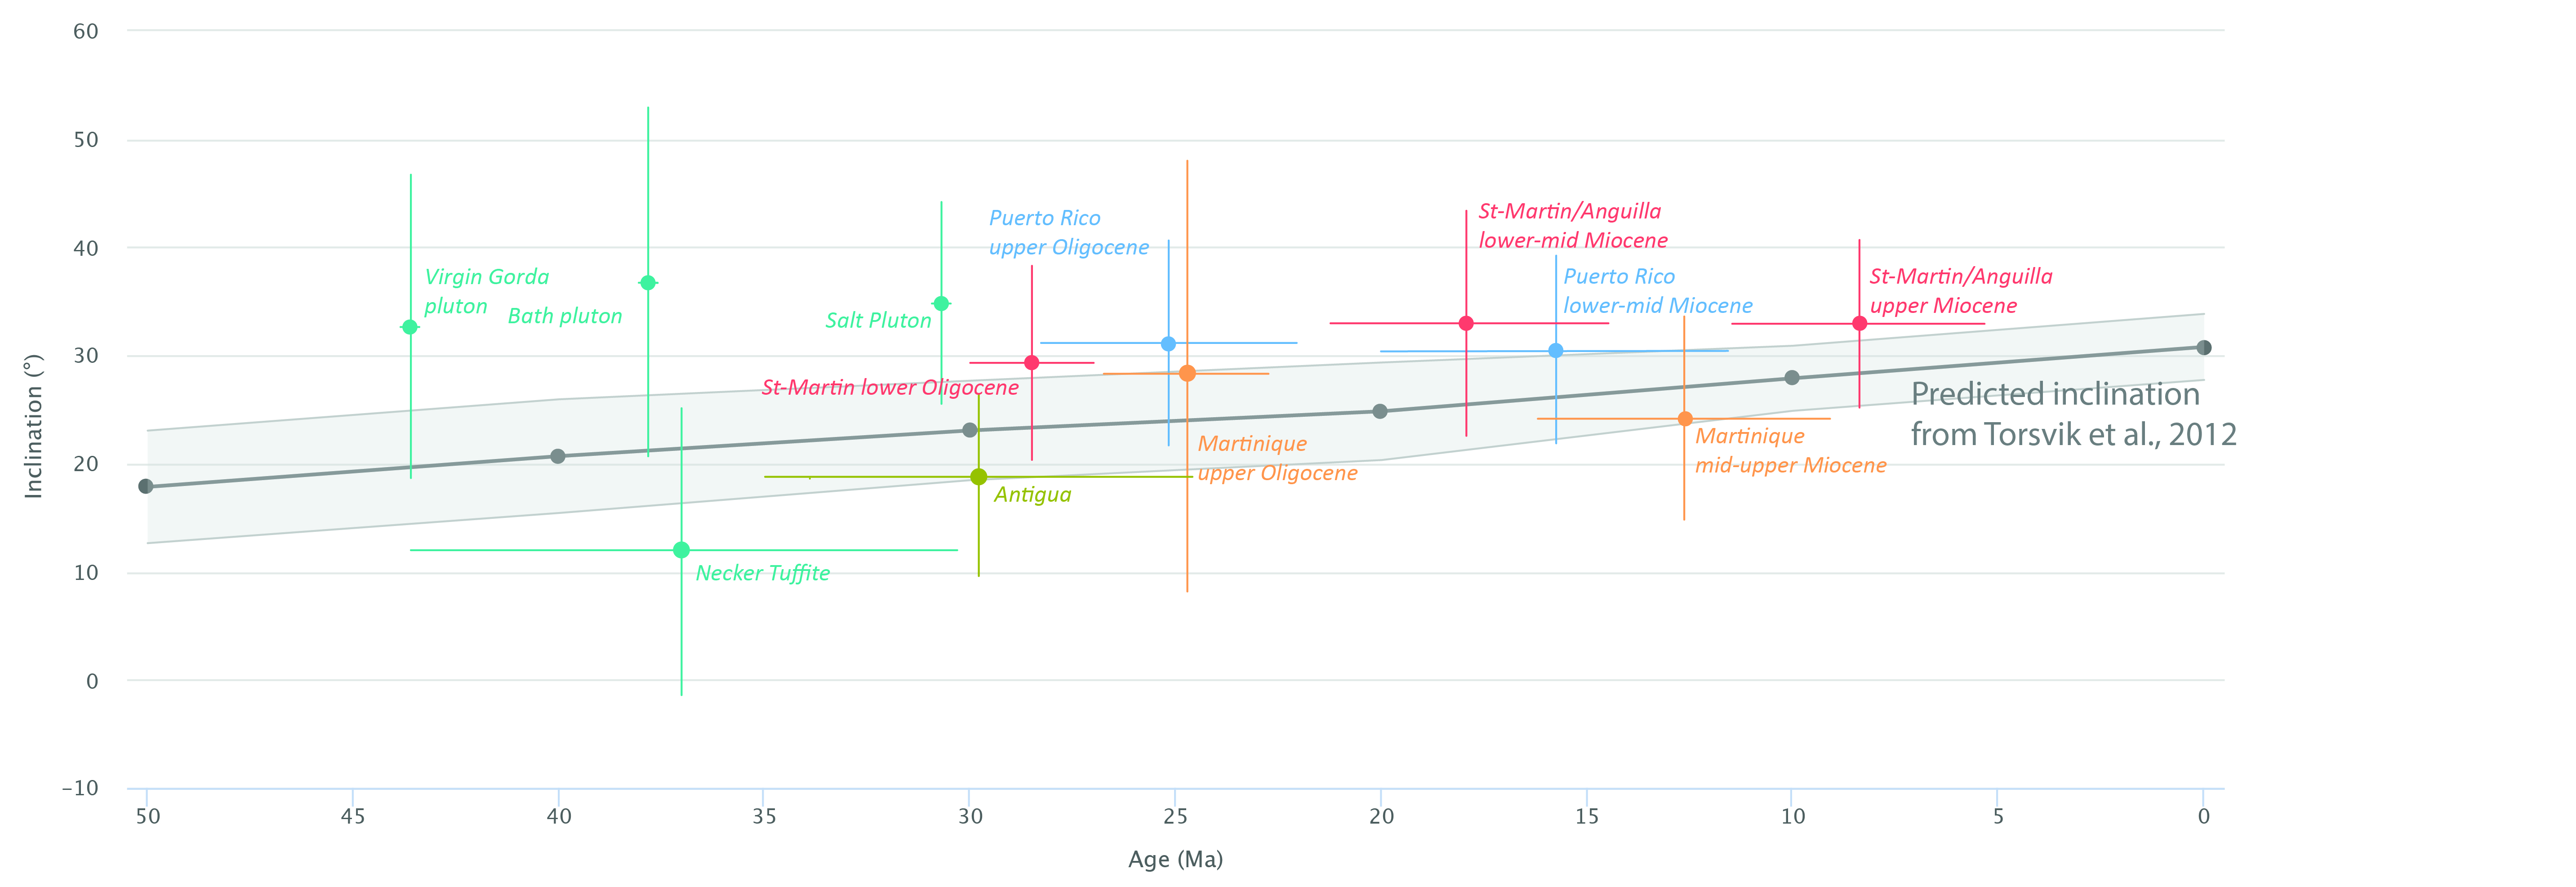 60
50
40
30
20
10
0
–10
Inclination (°)
Virgin Gorda
pluton
Bath pluton
Salt Pluton
Puerto Rico
upper Oligocene
St-Martin lower Oligocene
Necker Tuffite
Antigua
Martinique
upper Oligocene
St-Martin/Anguilla
lower-mid Miocene
Puerto Rico
lower-mid Miocene
Martinique
mid-upper Miocene
St-Martin/Anguilla
upper Miocene
Predicted inclination
from Torsvik et al., 2012
50 45 40 35 30 25 20 15 10 5 0
Age (Ma)